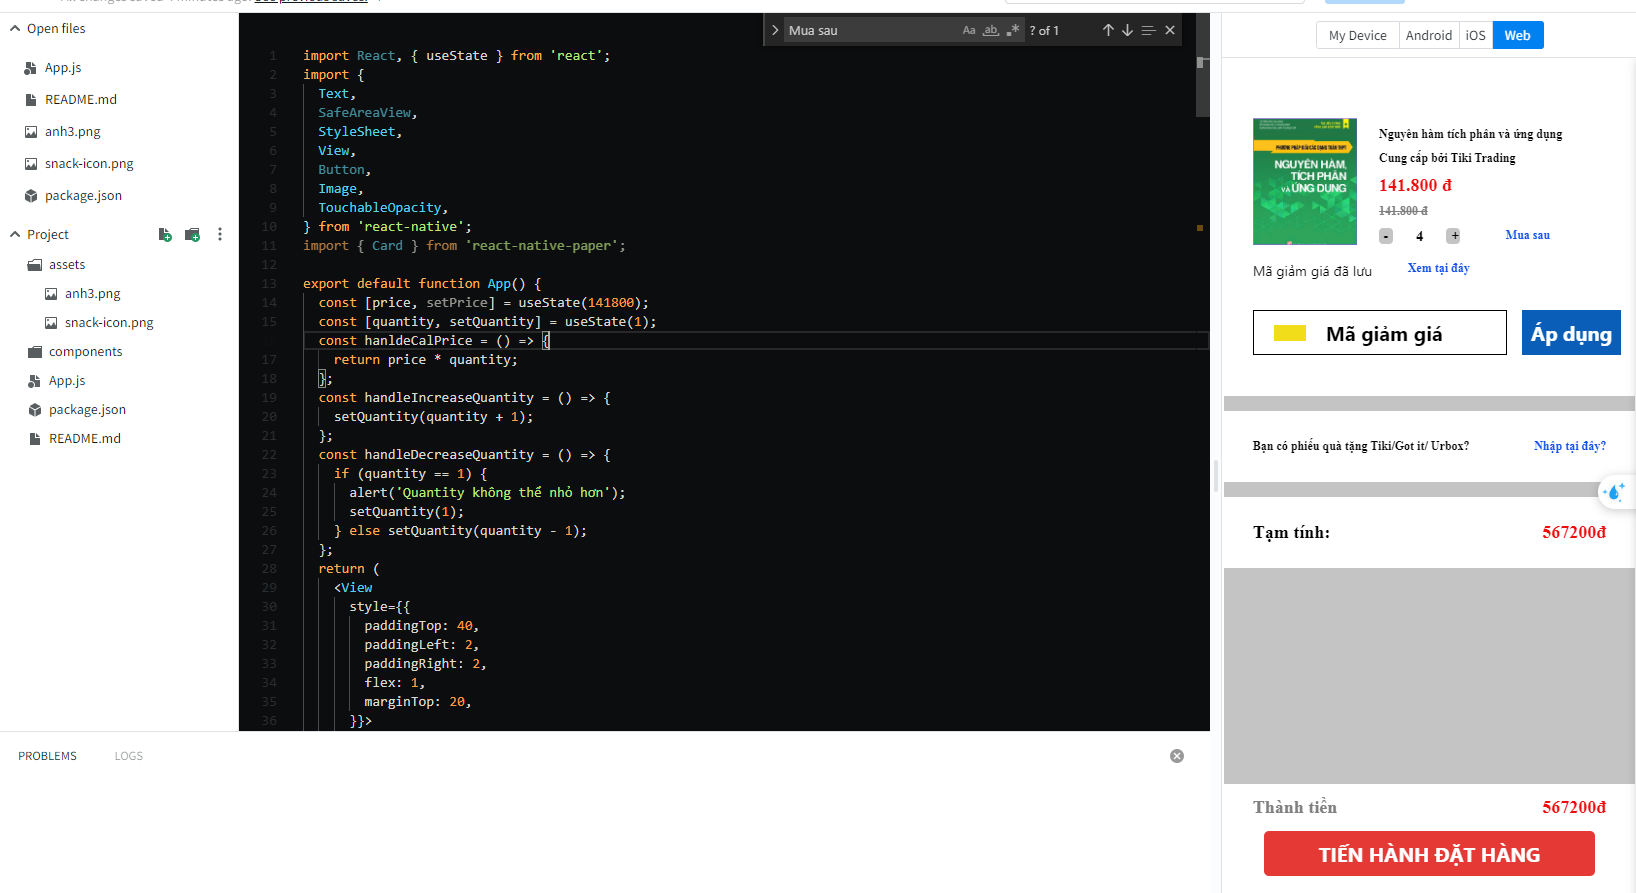 Open files
App.js
README.md
anh3.png
snack-icon.png
package.json
Project
assets
anh3.png
snack-icon.png
components
App.js
package.json
README.md
Mua sau
Aa ab .*
? of 1
1 import React, { useState } from 'react';
2 import {
3 Text,
4 SafeAreaView,
5 StyleSheet,
6 View,
7 Button,
8 Image,
9 TouchableOpacity,
10 } from 'react-native';
11 import { Card } from 'react-native-paper';
12
13 export default function App() {
14 const [price, setPrice] = useState(141800);
15 const [quantity, setQuantity] = useState(1);
const hanldeCalPrice = () => {
17 return price * quantity;
18 };
19 const handleIncreaseQuantity = () => {
20 setQuantity(quantity + 1);
21 };
22 const handleDecreaseQuantity = () => {
23 if (quantity == 1) {
24 alert('Quantity không thể nhỏ hơn');
25 setQuantity(1);
26 } else setQuantity(quantity - 1);
27 };
28 return (
29 <View
30 style={{
31 paddingTop: 40,
32 paddingLeft: 2,
33 paddingRight: 2,
34 flex: 1,
35 marginTop: 20,
36 }}>
PROBLEMS
LOGS
My Device
Android
iOS
Web
PHƯƠNG PHÁP GIẢI CÁC DẠNG TOÁN THPT
NGUYÊN HÀM,
TÍCH PHÂN
VÀ ỨNG DỤNG
Nguyên hàm tích phân và ứng dụng
Cung cấp bởi Tiki Trading
141.800 đ
141.800 đ
- 4 +
Mua sau
Mã giảm giá đã lưu
Xem tại đây
Mã giảm giá
Áp dụng
Bạn có phiếu quà tặng Tiki/Got it/ Urbox?
Nhập tại đây?
Tạm tính:
567200đ
Thành tiền
567200đ
TIẾN HÀNH ĐẶT HÀNG